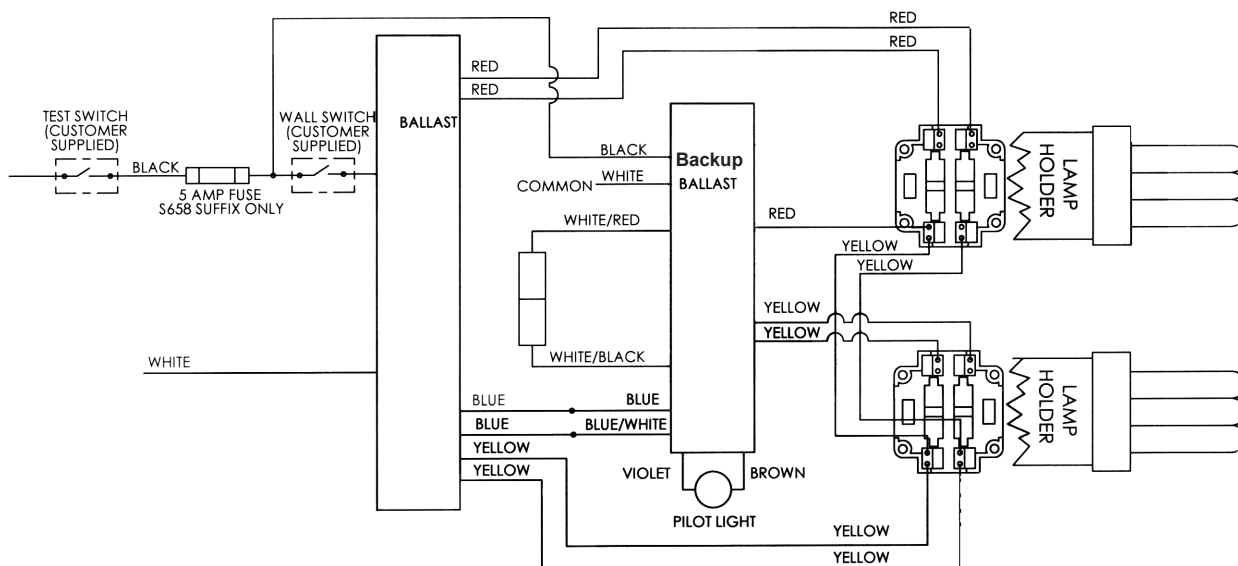 RED
RED
RED
RED
TEST SWITCH
(CUSTOMER
SUPPLIED)
WALL SWITCH
(CUSTOMER
SUPPLIED)
BALLAST
BLACK
5 AMP FUSE
S658 SUFFIX ONLY
BLACK
Backup
BALLAST
COMMON
WHITE
WHITE/RED
RED
LAMP
HOLDER
YELLOW
YELLOW
YELLOW
YELLOW
WHITE
WHITE/BLACK
LAMP
HOLDER
BLUE
BLUE
BLUE
BLUE/WHITE
YELLOW
YELLOW
VIOLET
BROWN
PILOT LIGHT
YELLOW
YELLOW